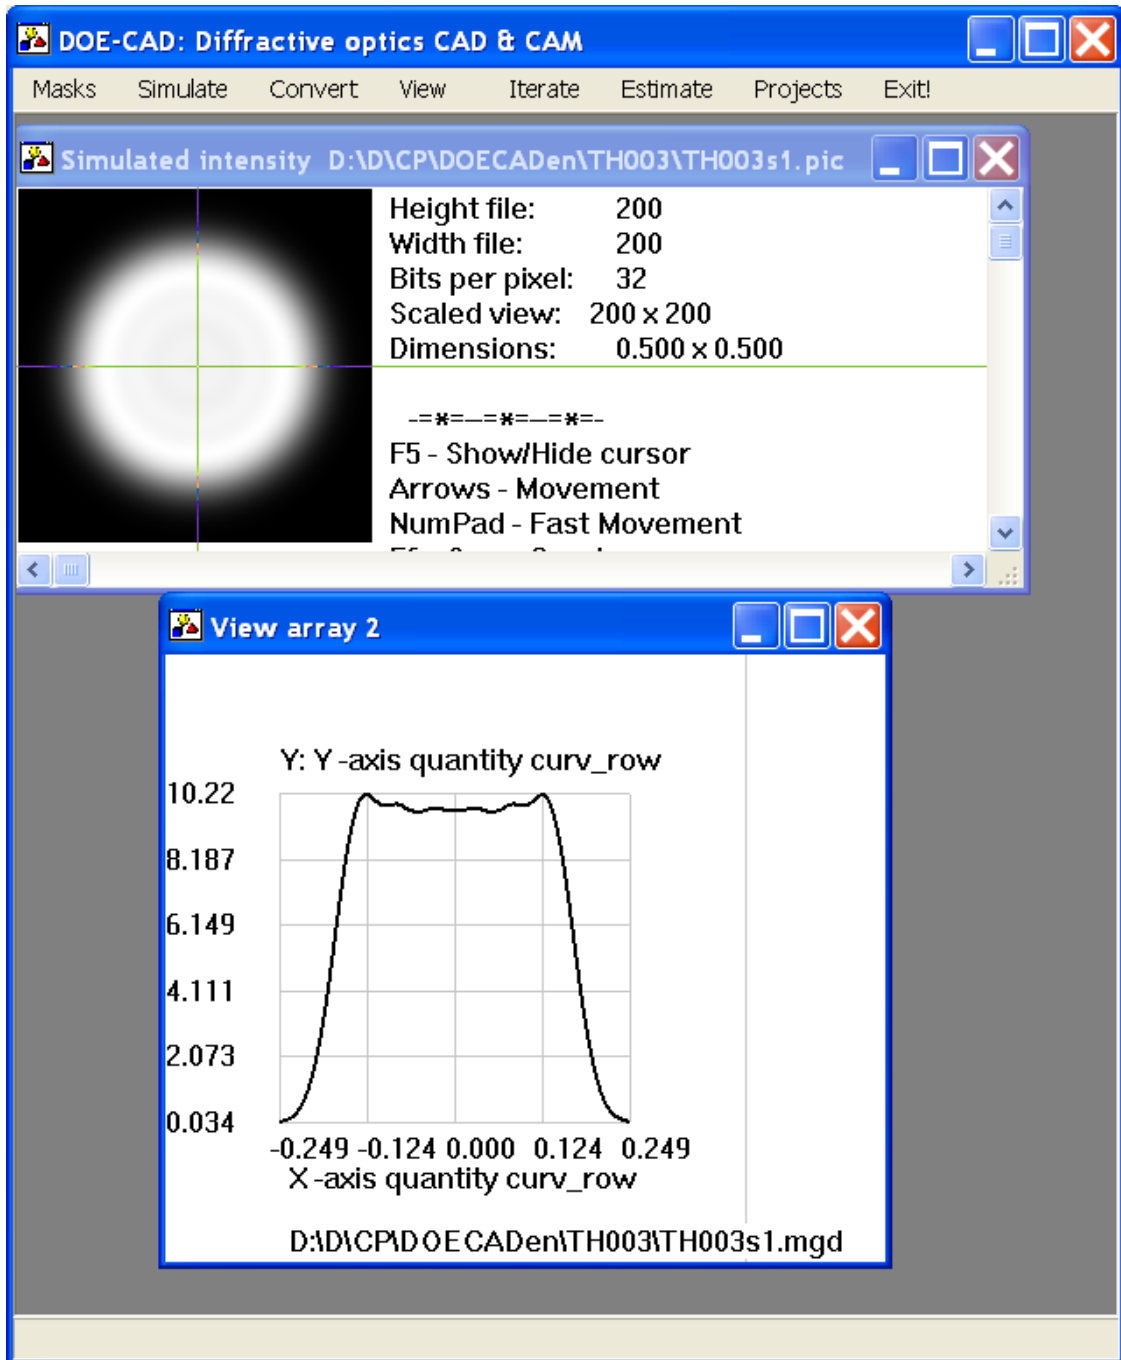 DOE-CAD: Diffractive optics CAD & CAM
Masks Simulate Convert View Iterate Estimate Projects Exit!
Simulated intensity D:\D\CP\DOECADen\TH003\TH003s1.pic
Height file: 200
Width file: 200
Bits per pixel: 32
Scaled view: 200 x 200
Dimensions: 0.500 x 0.500
-=*=--=*=--=*=-
F5 - Show/Hide cursor
Arrows - Movement
NumPad - Fast Movement
View array 2
Y: Y-axis quantity curv_row
10.22
8.187
6.149
4.111
2.073
0.034
-0.249 -0.124 0.000 0.124 0.249
X-axis quantity curv_row
D:\D\CP\DOECADen\TH003\TH003s1.mgd